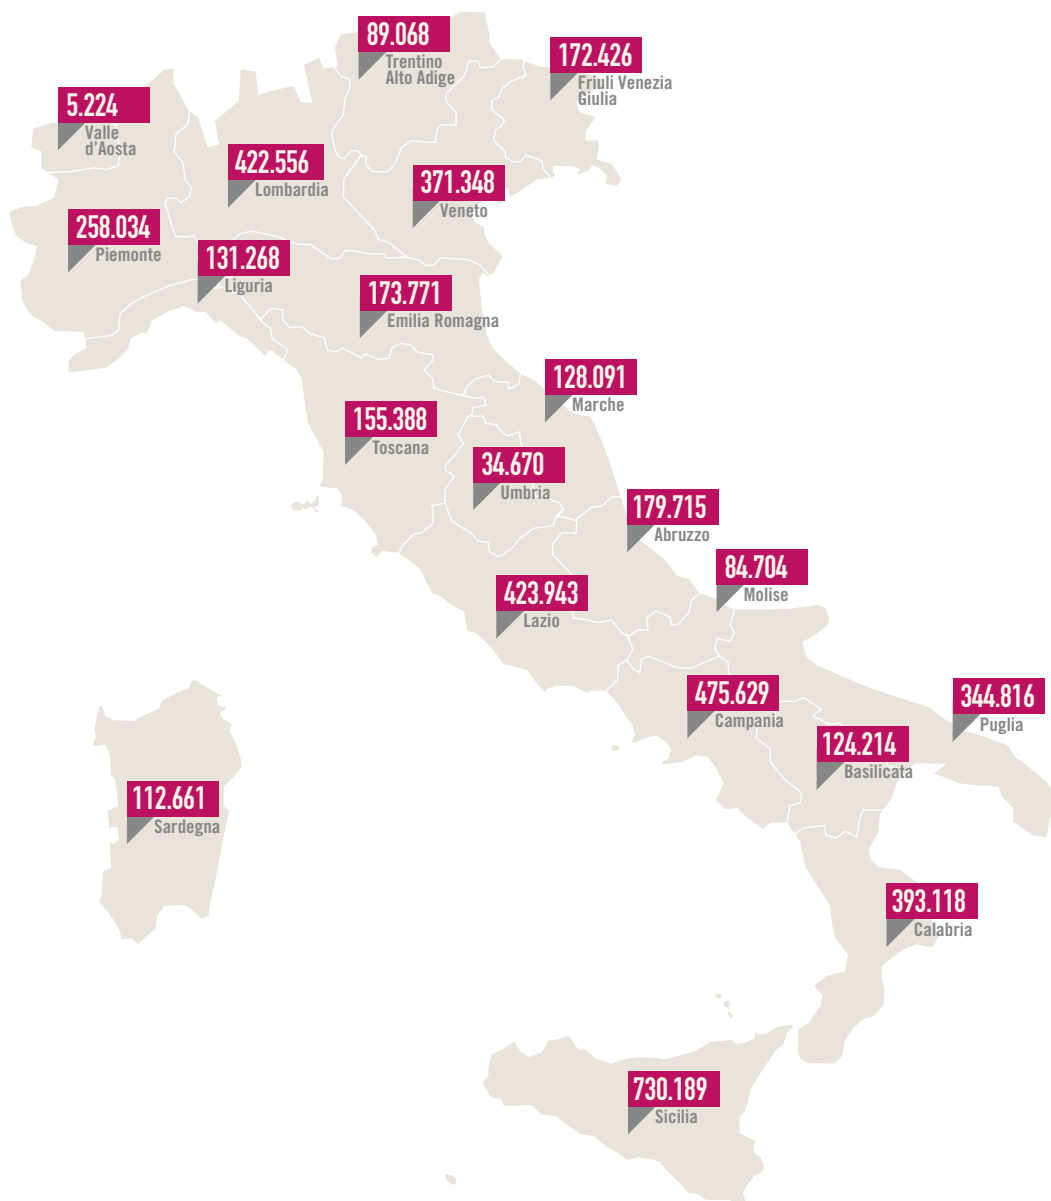 89.068
Trentino
Alto Adige
172.426
Friuli Venezia
Giulia
5.224
Valle
d'Aosta
422.556
Lombardia
371.348
Veneto
258.034
Piemonte
131.268
Liguria
173.771
Emilia Romagna
128.091
Marche
155.388
Toscana
34.670
Umbria
179.715
Abruzzo
84.704
Molise
423.943
Lazio
475.629
Campania
344.816
Puglia
124.214
Basilicata
112.661
Sardegna
393.118
Calabria
730.189
Sicilia